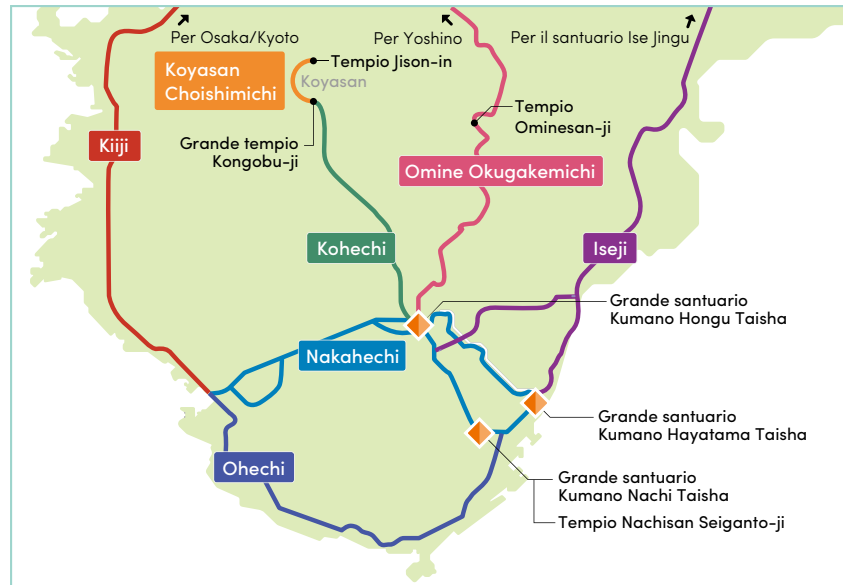 Per Osaka/Kyoto
Per Yoshino
Per il santuario Ise Jingu
Koyasan
Choishimichi
Tempio Jison-in
Koyasan
Grande tempio
Kongobu-ji
Tempio
Ominesan-ji
Kiiji
Omine Okugakemichi
Kohechi
Iseji
Grande santuario
Kumano Hongu Taisha
Nakahechi
Grande santuario
Kumano Hayatama Taisha
Ohechi
Grande santuario
Kumano Nachi Taisha
Tempio Nachisan Seiganto-ji